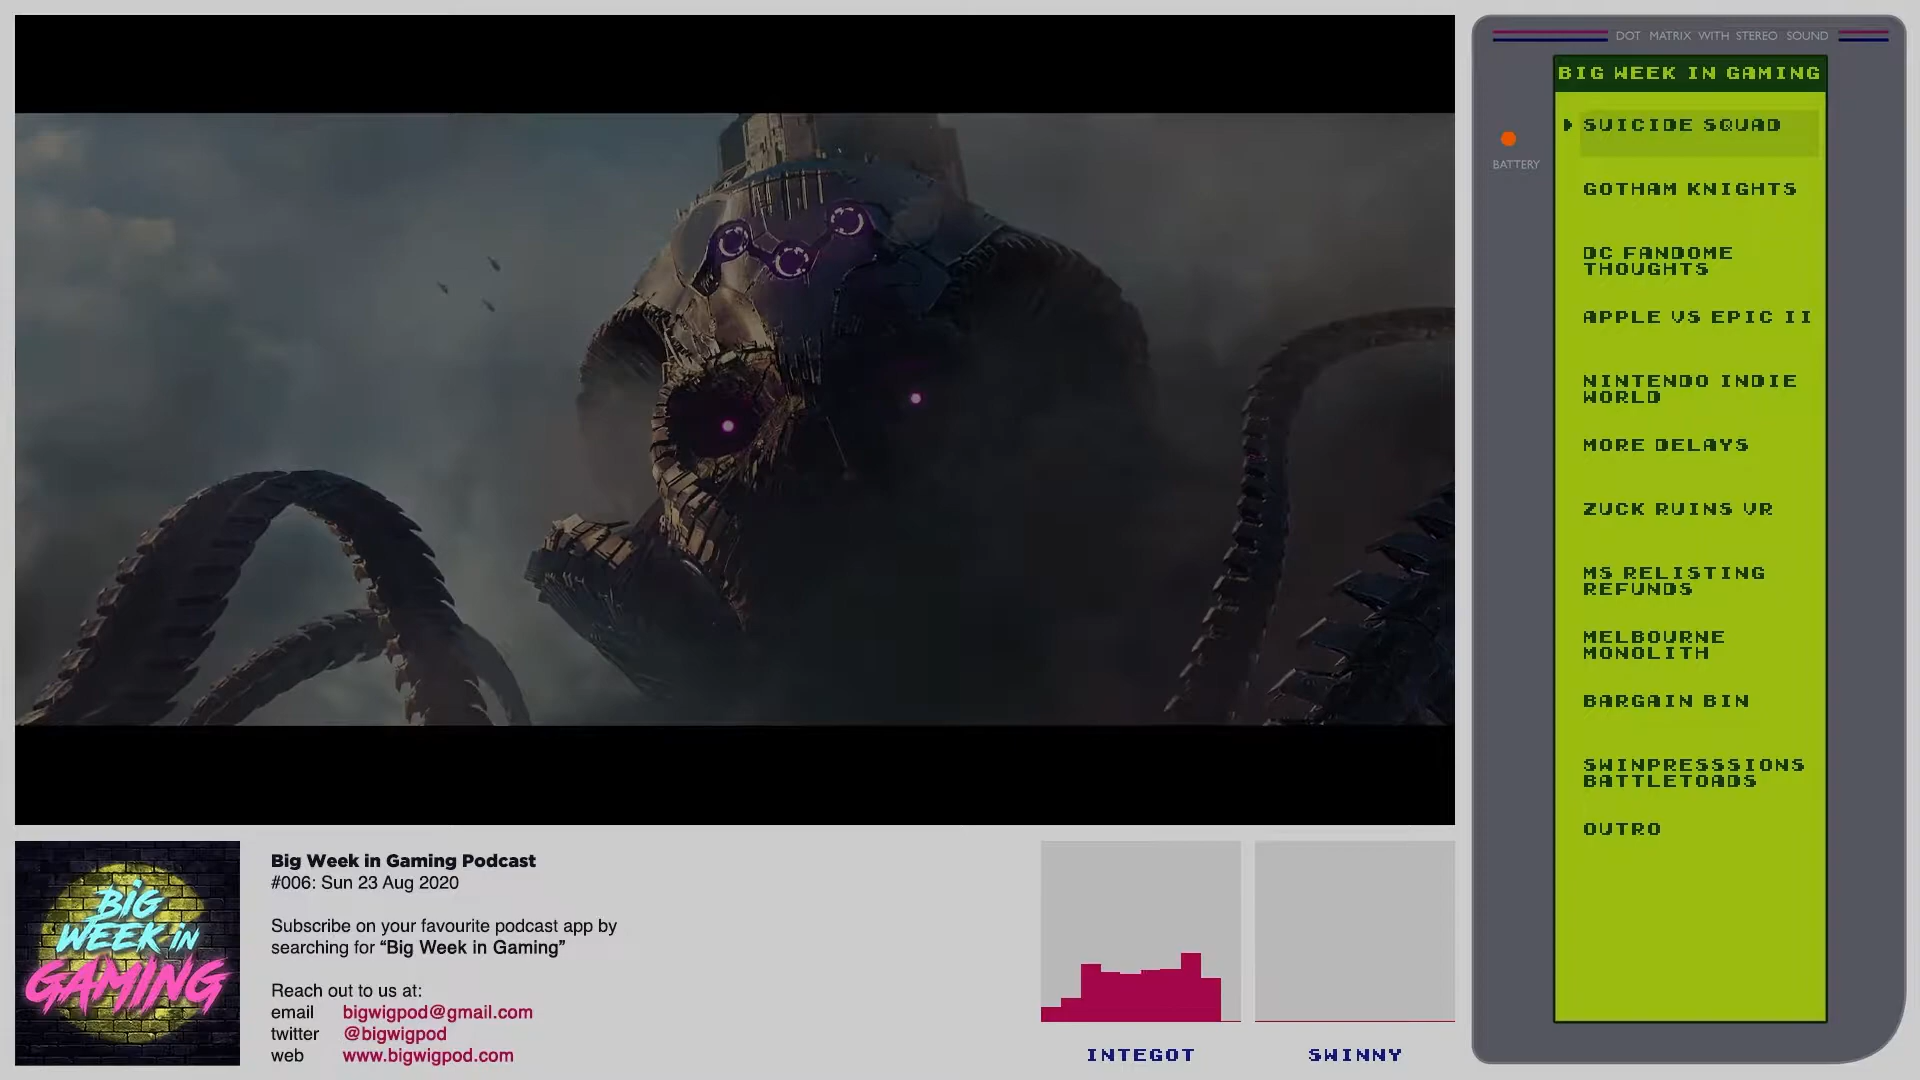 DOT MATRIX WITH STEREO SOUND
BIG WEEK IN GAMING
BATTERY
SUICIDE SQUAD
GOTHAM KNIGHTS
DC FANDOME
THOUGHTS
APPLE VS EPIC II
NINTENDO INDIE
WORLD
MORE DELAYS
ZUCK RUINS VR
MS RELISTING
REFUNDS
MELBOURNE
MONOLITH
BARGAIN BIN
SWINPRESSSIONS
BATTLETOADS
OUTRO
BIG
WEEK IN
GAMING
Big Week in Gaming Podcast
#006: Sun 23 Aug 2020
Subscribe on your favourite podcast app by
searching for “Big Week in Gaming”
Reach out to us at:
email bigwigpod@gmail.com
twitter @bigwigpod
web www.bigwigpod.com
INTEGOT
SWINNY